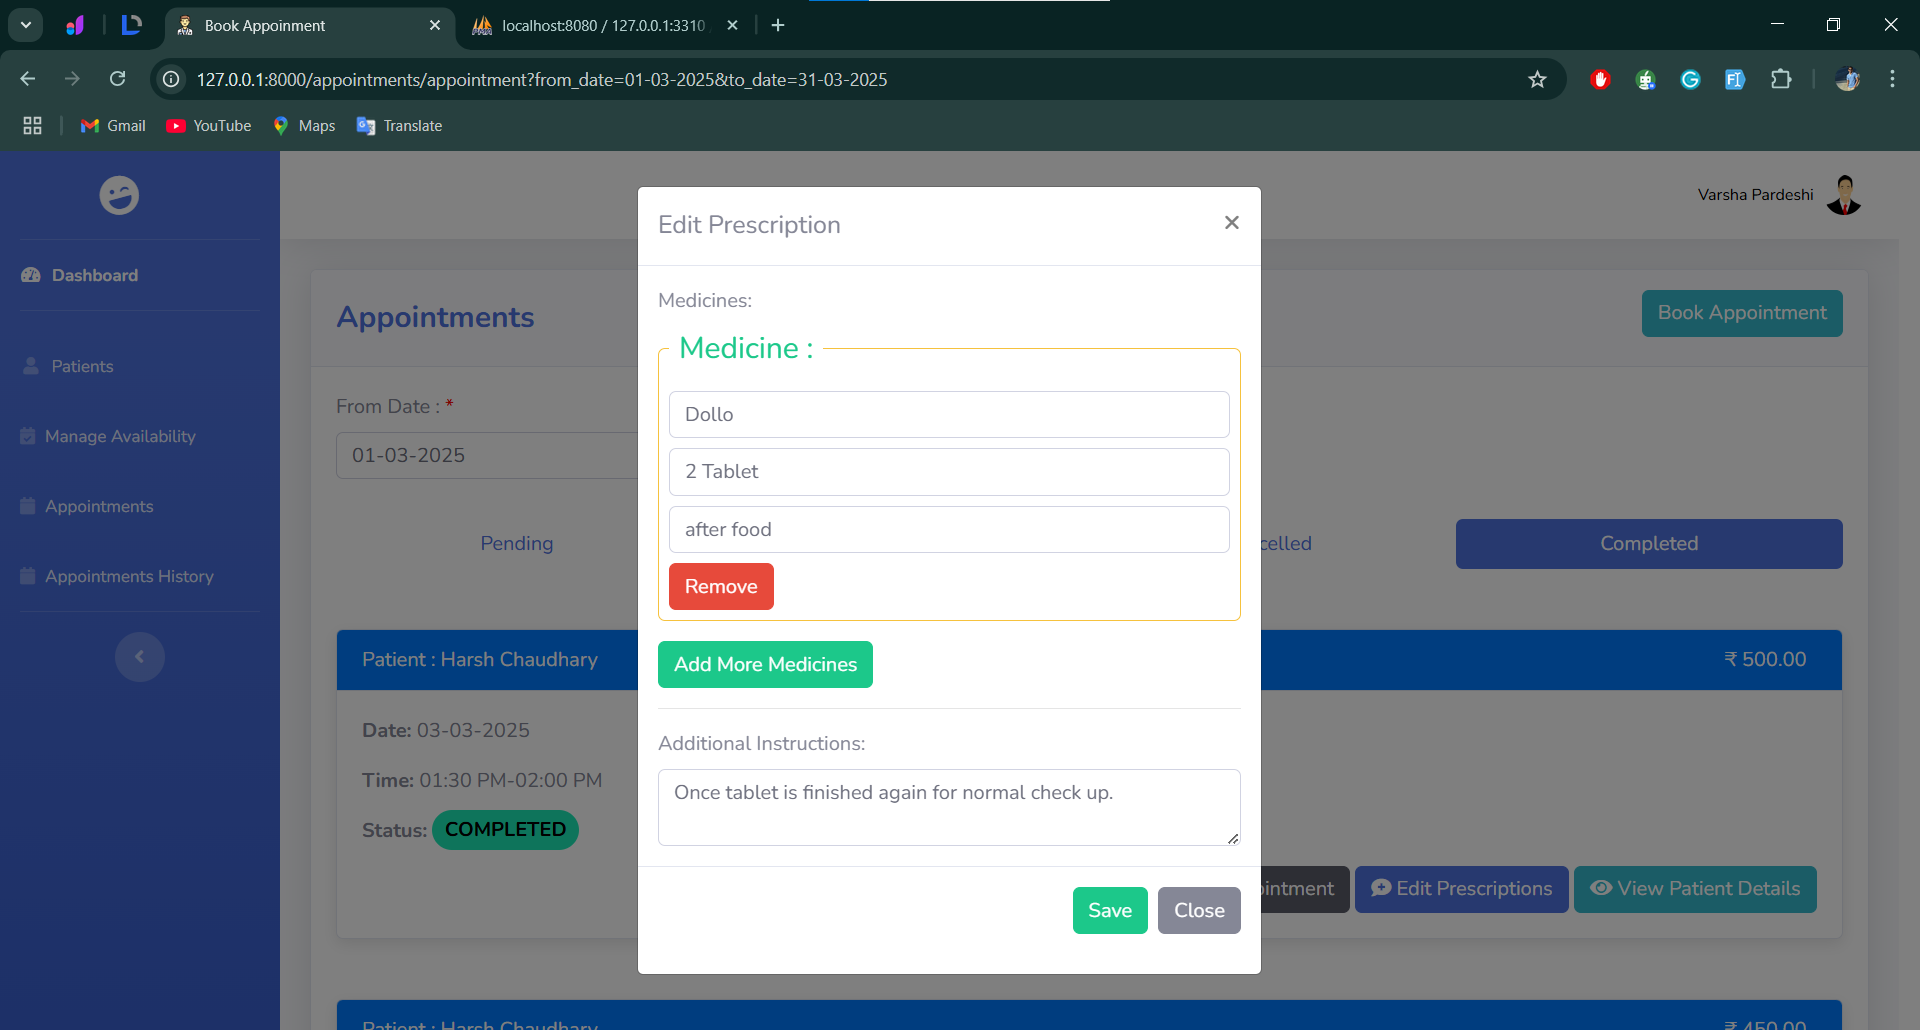 Book Appoinment
localhost:8080 / 127.0.0.1:3310
127.0.0.1:8000/appointments/appointment?from_date=01-03-2025&to_date=31-03-2025
Gmail
YouTube
Maps
Translate
Varsha Pardeshi
Dashboard
Patients
Manage Availability
Appointments
Appointments History
Appointments
Book Appointment
From Date : *
01-03-2025
Pending
celled
Completed
Patient : Harsh Chaudhary
₹ 500.00
Date: 03-03-2025
Time: 01:30 PM-02:00 PM
Status: COMPLETED
ointment
Edit Prescriptions
View Patient Details
Patient : Harsh Chaudhary
₹ 450.00
Edit Prescription
Medicines:
Medicine :
Dollo
2 Tablet
after food
Remove
Add More Medicines
Additional Instructions:
Once tablet is finished again for normal check up.
Save
Close